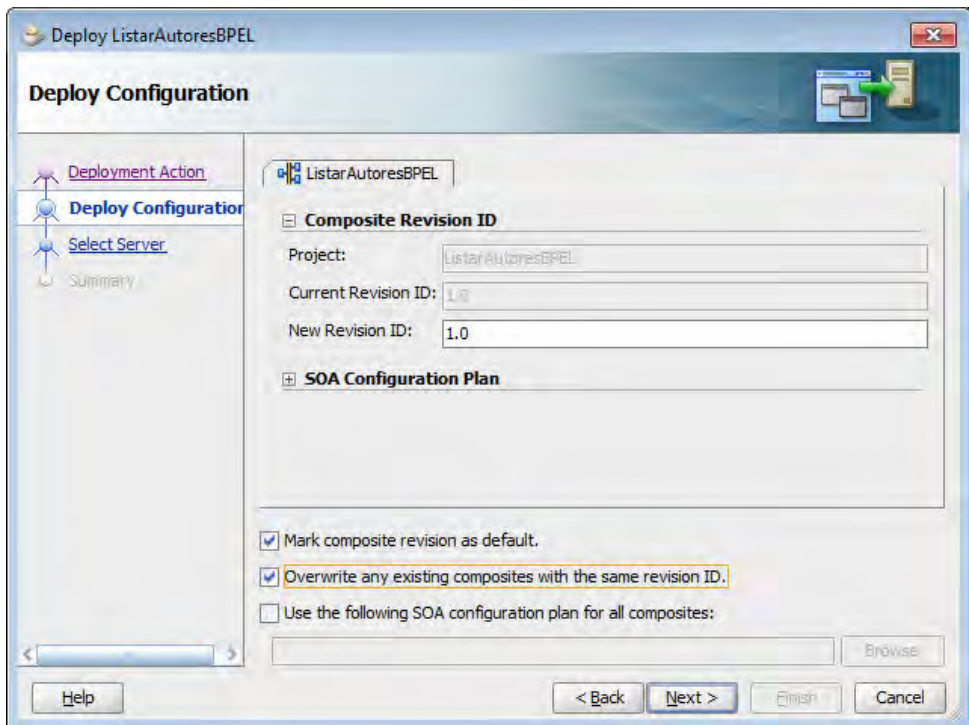 Deploy ListarAutoresBPEL
Deploy Configuration
Deployment Action
Deploy Configuration
Select Server
Summary
ListarAutoresBPEL
Composite Revision ID
Project: ListarAutoresBPEL
Current Revision ID: 1.0
New Revision ID: 1.0
SOA Configuration Plan
Mark composite revision as default.
Overwrite any existing composites with the same revision ID.
Use the following SOA configuration plan for all composites:
Browse
Help < Back Next > Finish Cancel